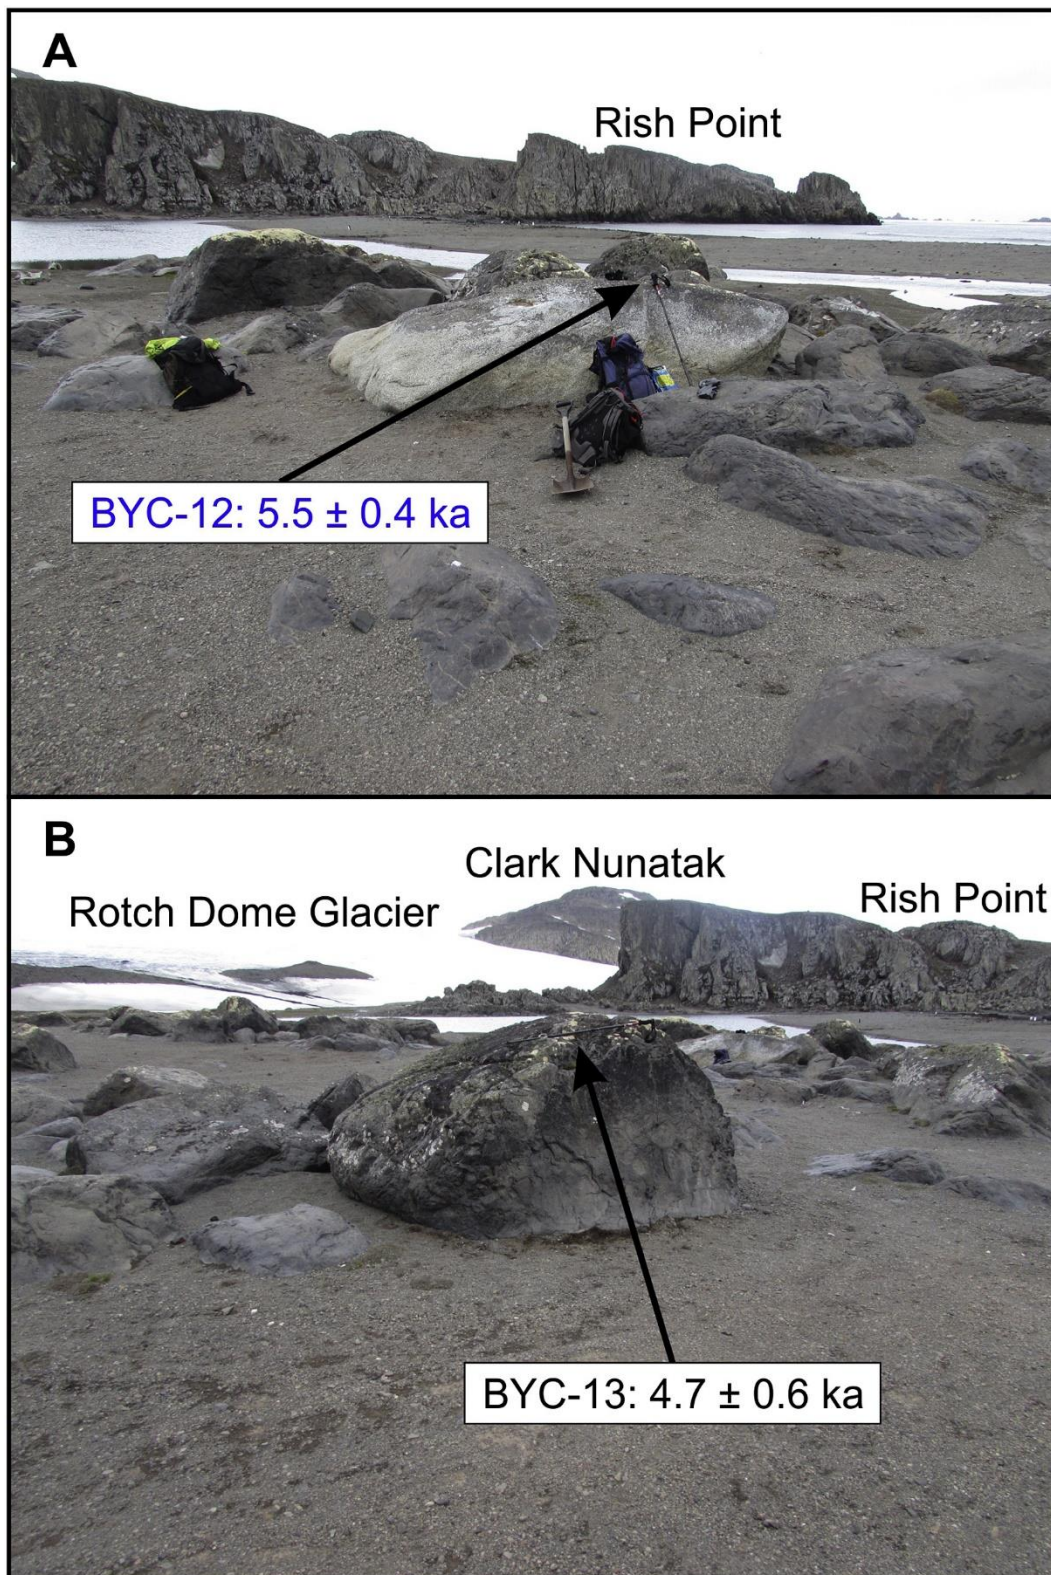 A
Rish Point
BYC-12: 5.5 ± 0.4 ka
B
Clark Nunatak
Rotch Dome Glacier
Rish Point
BYC-13: 4.7 ± 0.6 ka